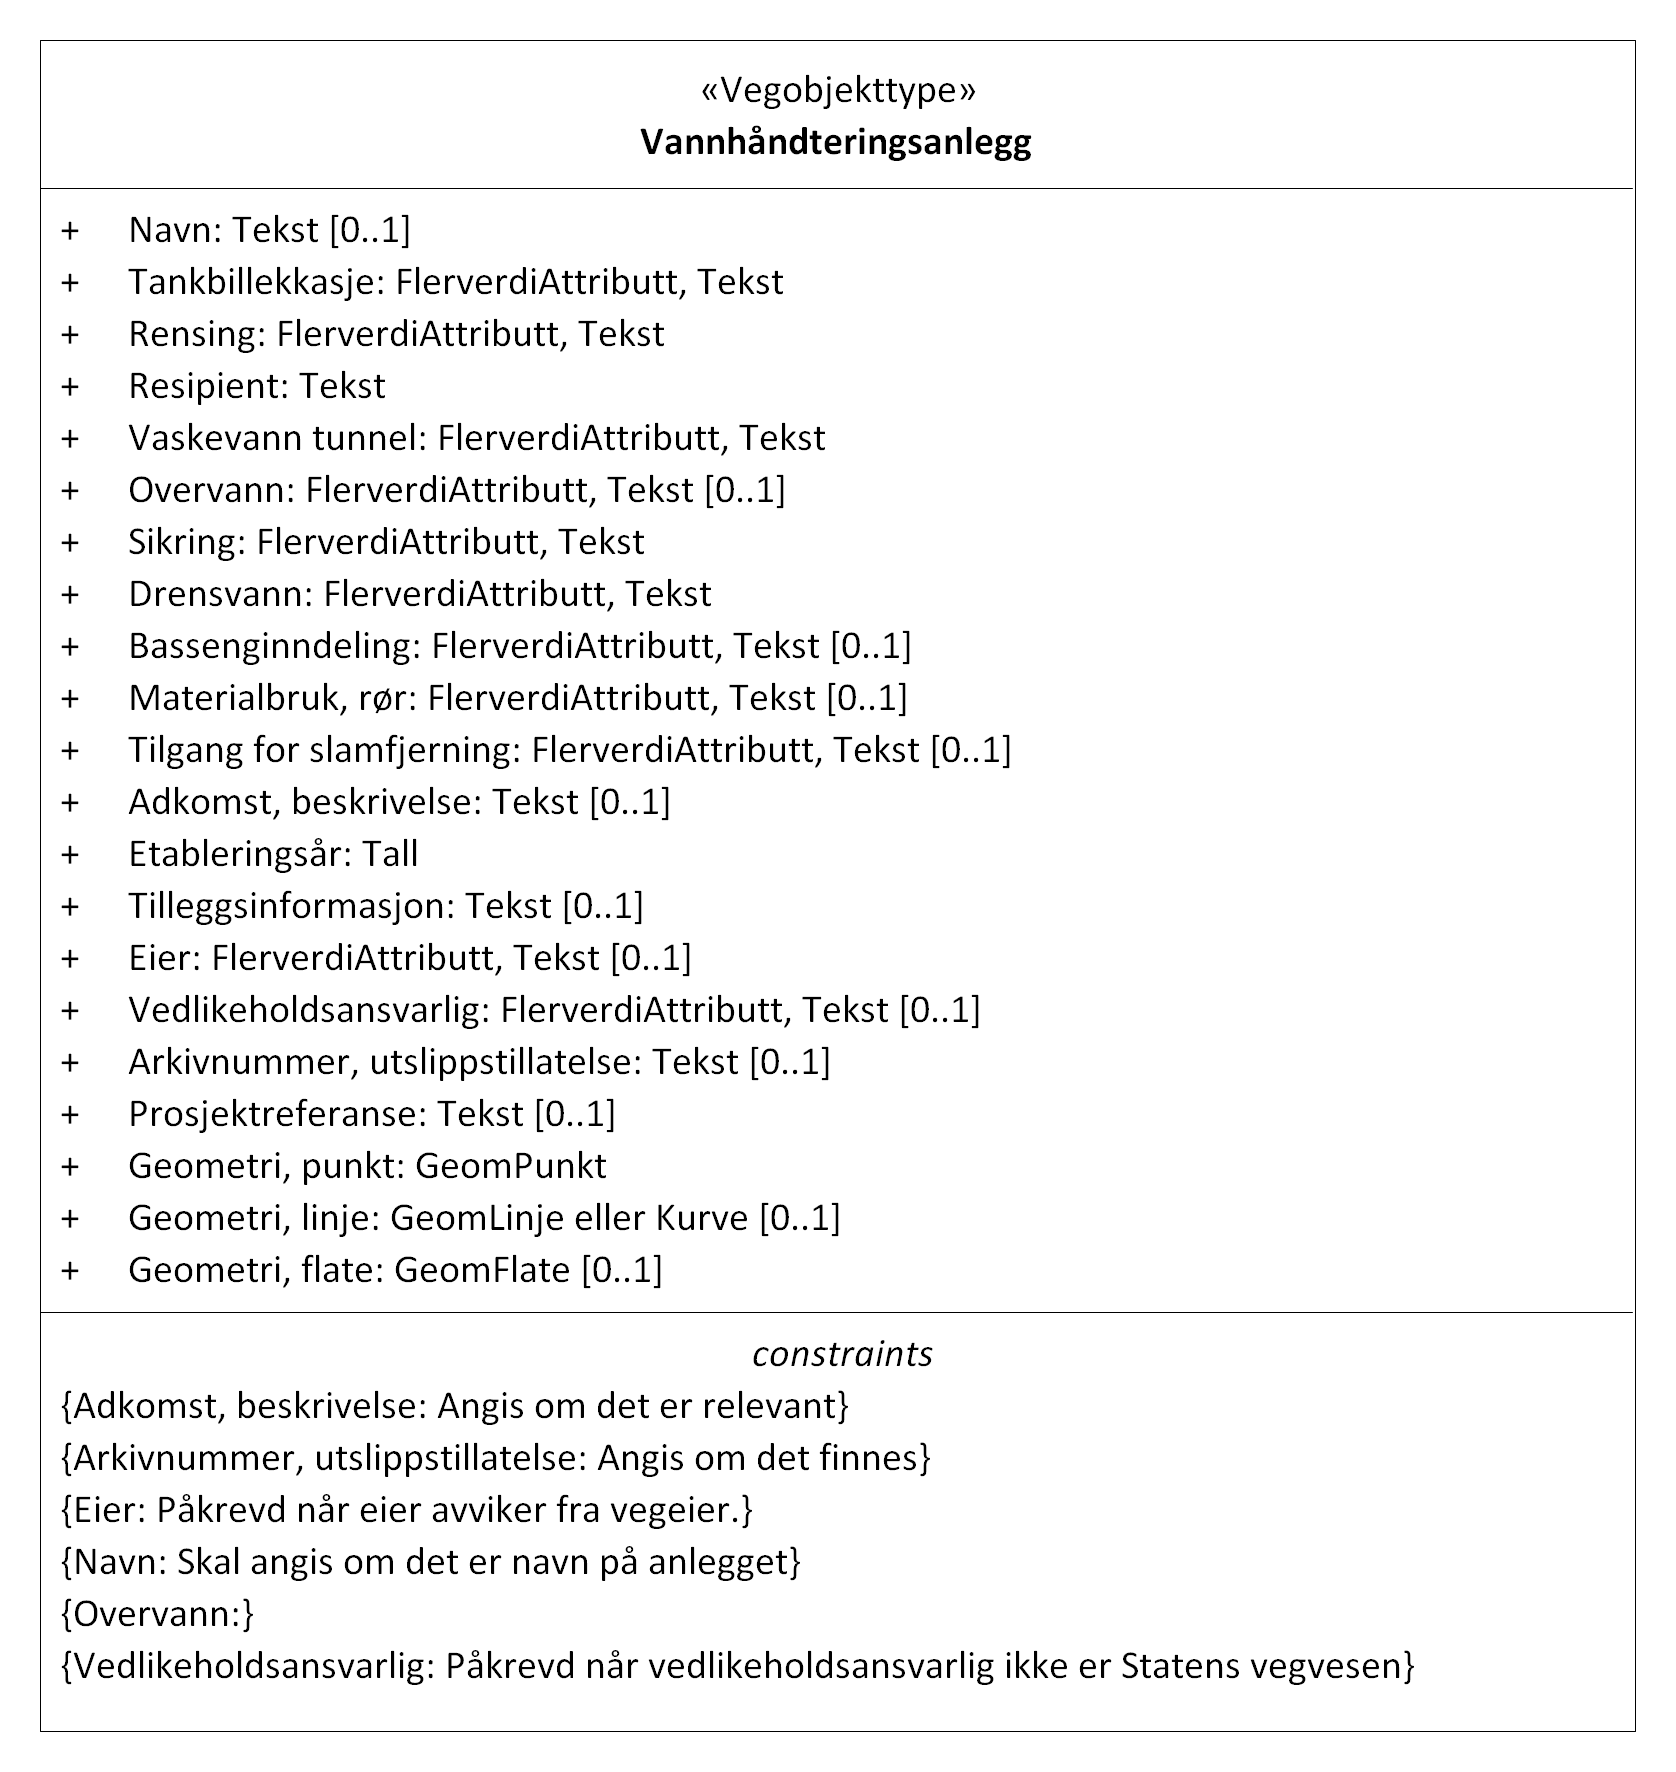 «Vegobjekttype»
Vannhåndteringsanlegg
+ Navn: Tekst [0..1]
+ Tankbillekkasje: FlerverdiAttributt, Tekst
+ Rensing: FlerverdiAttributt, Tekst
+ Resipient: Tekst
+ Vaskevann tunnel: FlerverdiAttributt, Tekst
+ Overvann: FlerverdiAttributt, Tekst [0..1]
+ Sikring: FlerverdiAttributt, Tekst
+ Drensvann: FlerverdiAttributt, Tekst
+ Bassenginndeling: FlerverdiAttributt, Tekst [0..1]
+ Materialbruk, rør: FlerverdiAttributt, Tekst [0..1]
+ Tilgang for slamfjerning: FlerverdiAttributt, Tekst [0..1]
+ Adkomst, beskrivelse: Tekst [0..1]
+ Etableringsår: Tall
+ Tilleggsinformasjon: Tekst [0..1]
+ Eier: FlerverdiAttributt, Tekst [0..1]
+ Vedlikeholdsansvarlig: FlerverdiAttributt, Tekst [0..1]
+ Arkivnummer, utslippstillatelse: Tekst [0..1]
+ Prosjektreferanse: Tekst [0..1]
+ Geometri, punkt: GeomPunkt
+ Geometri, linje: GeomLinje eller Kurve [0..1]
+ Geometri, flate: GeomFlate [0..1]
constraints
{Adkomst, beskrivelse: Angis om det er relevant}
{Arkivnummer, utslippstillatelse: Angis om det finnes}
{Eier: Påkrevd når eier avviker fra vegeier.}
{Navn: Skal angis om det er navn på anlegget}
{Overvann:}
{Vedlikeholdsansvarlig: Påkrevd når vedlikeholdsansvarlig ikke er Statens vegvesen}